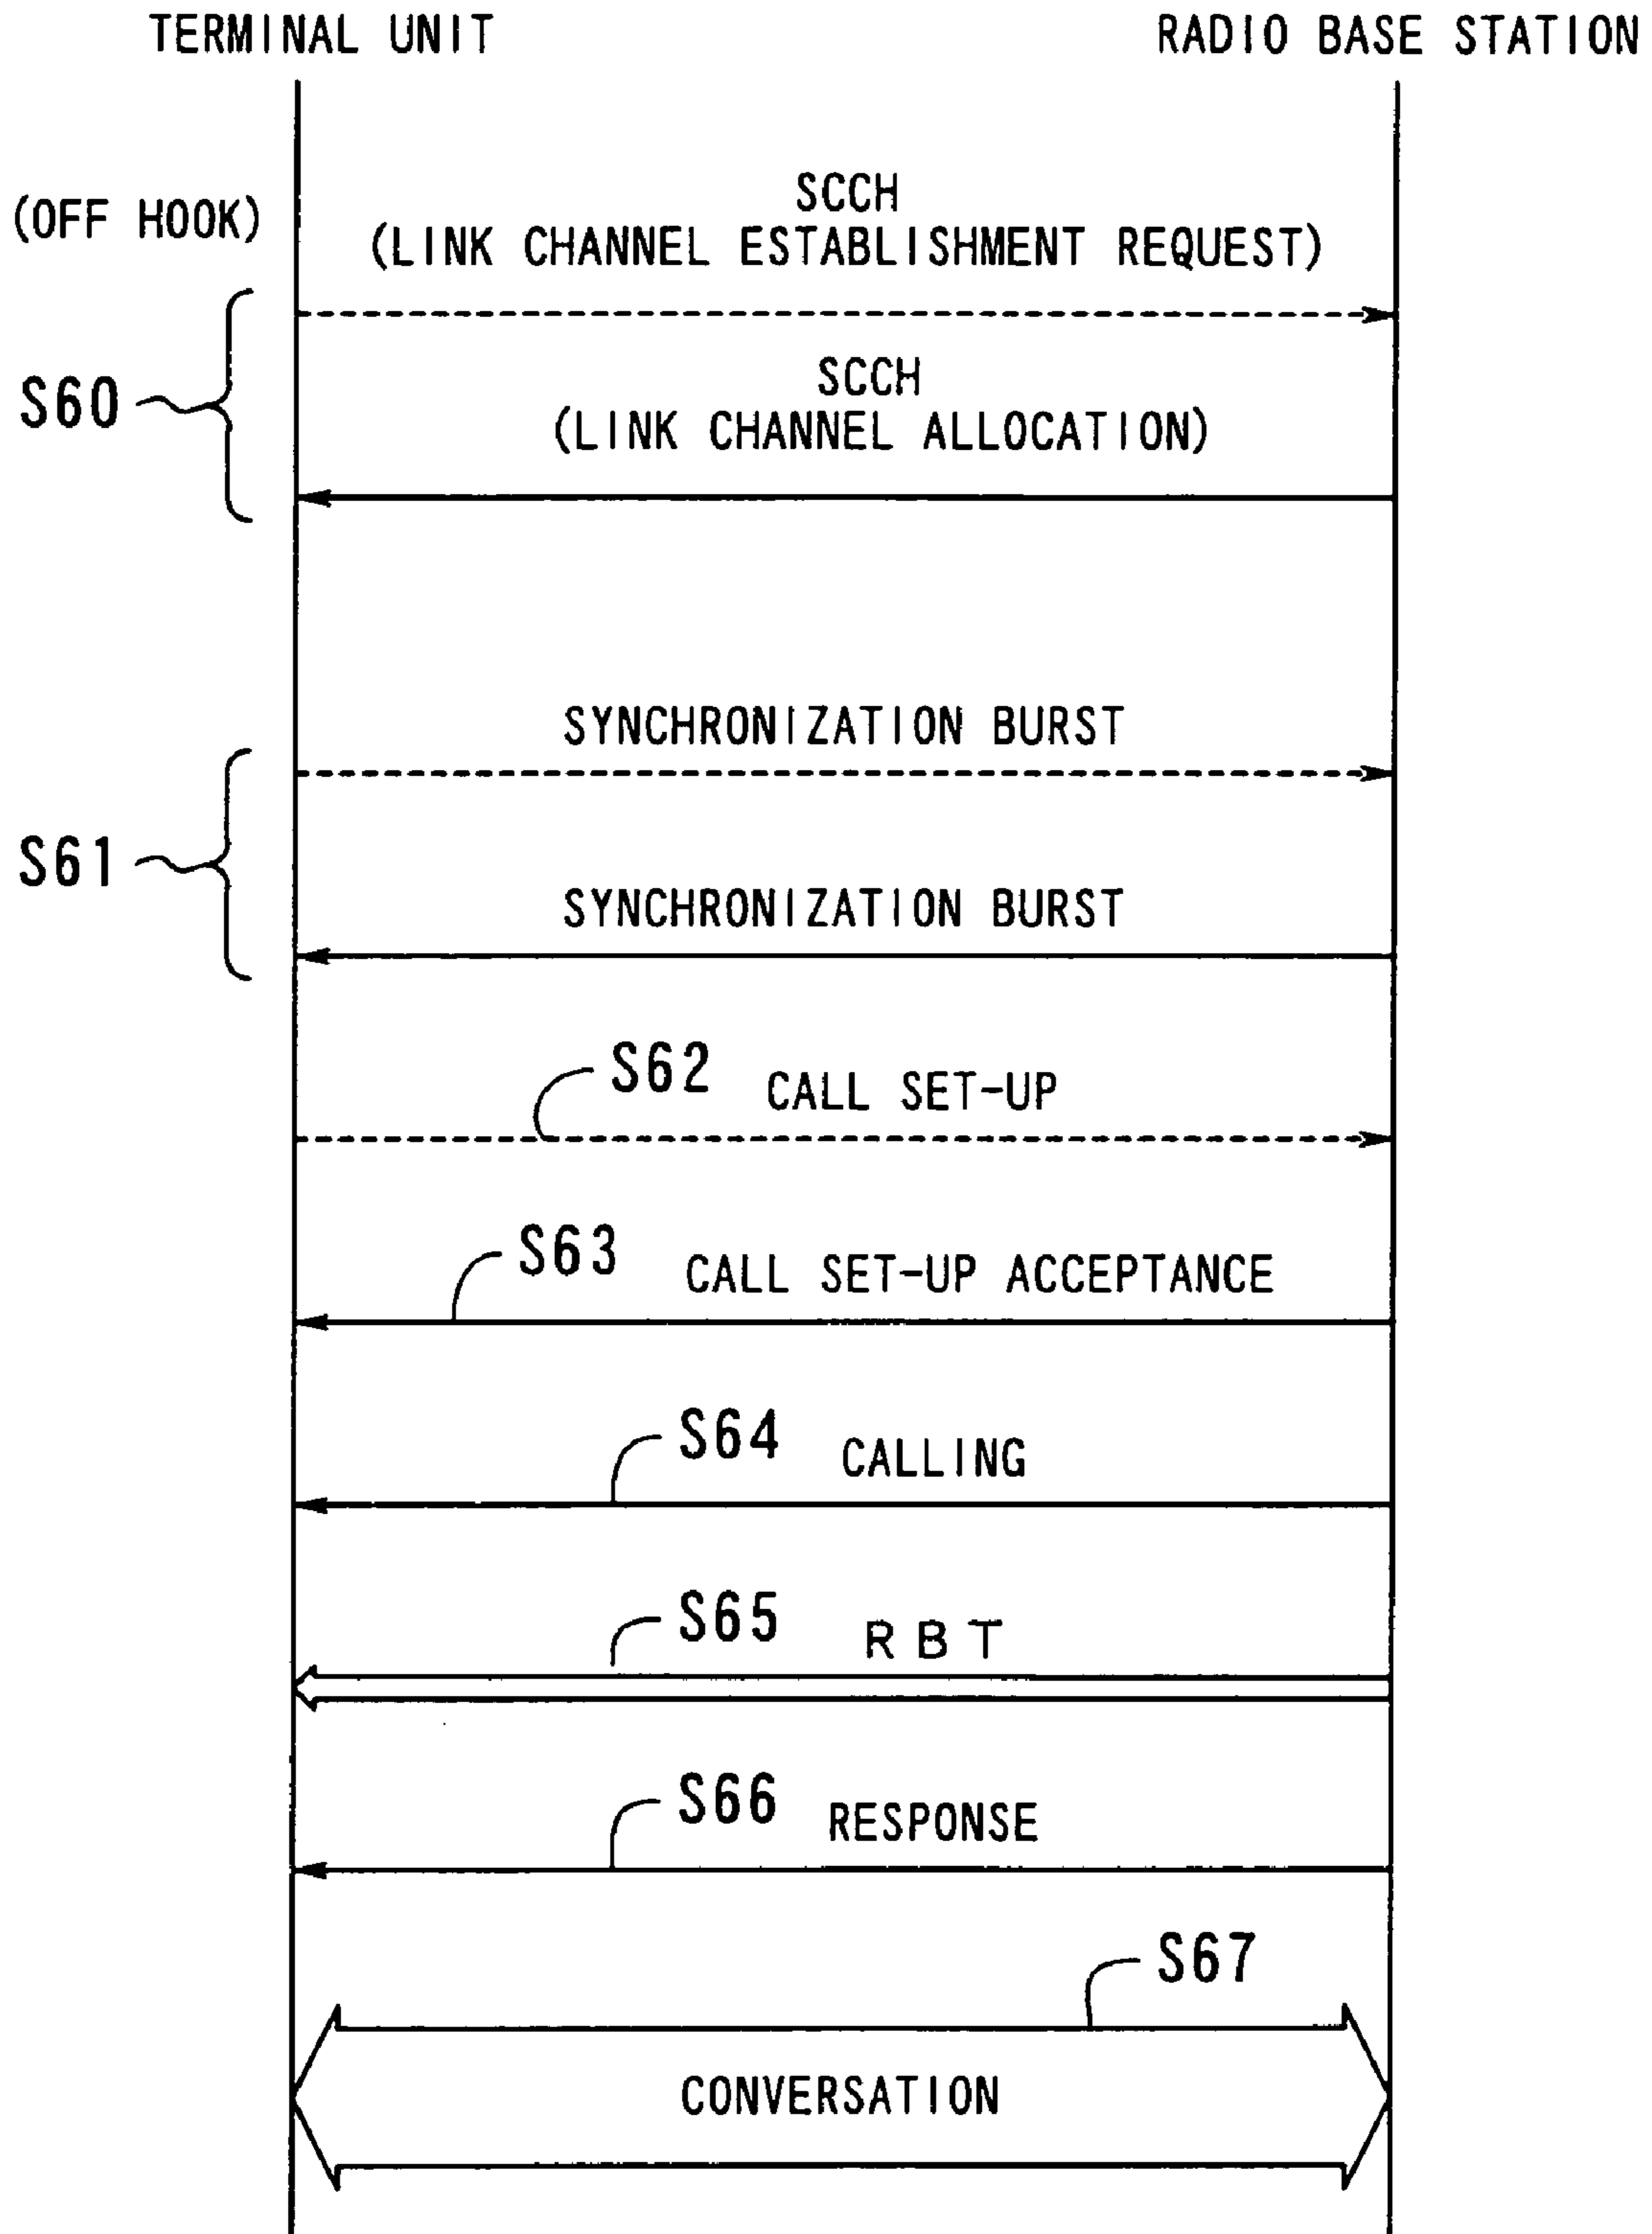 TERMINAL UNIT
RADIO BASE STATION
(OFF HOOK)
SCCH
(LINK CHANNEL ESTABLISHMENT REQUEST)
S60
SCCH
(LINK CHANNEL ALLOCATION)
SYNCHRONIZATION BURST
S61
SYNCHRONIZATION BURST
S62 CALL SET-UP
S63 CALL SET-UP ACCEPTANCE
S64 CALLING
S65 RBT
S66 RESPONSE
S67
CONVERSATION